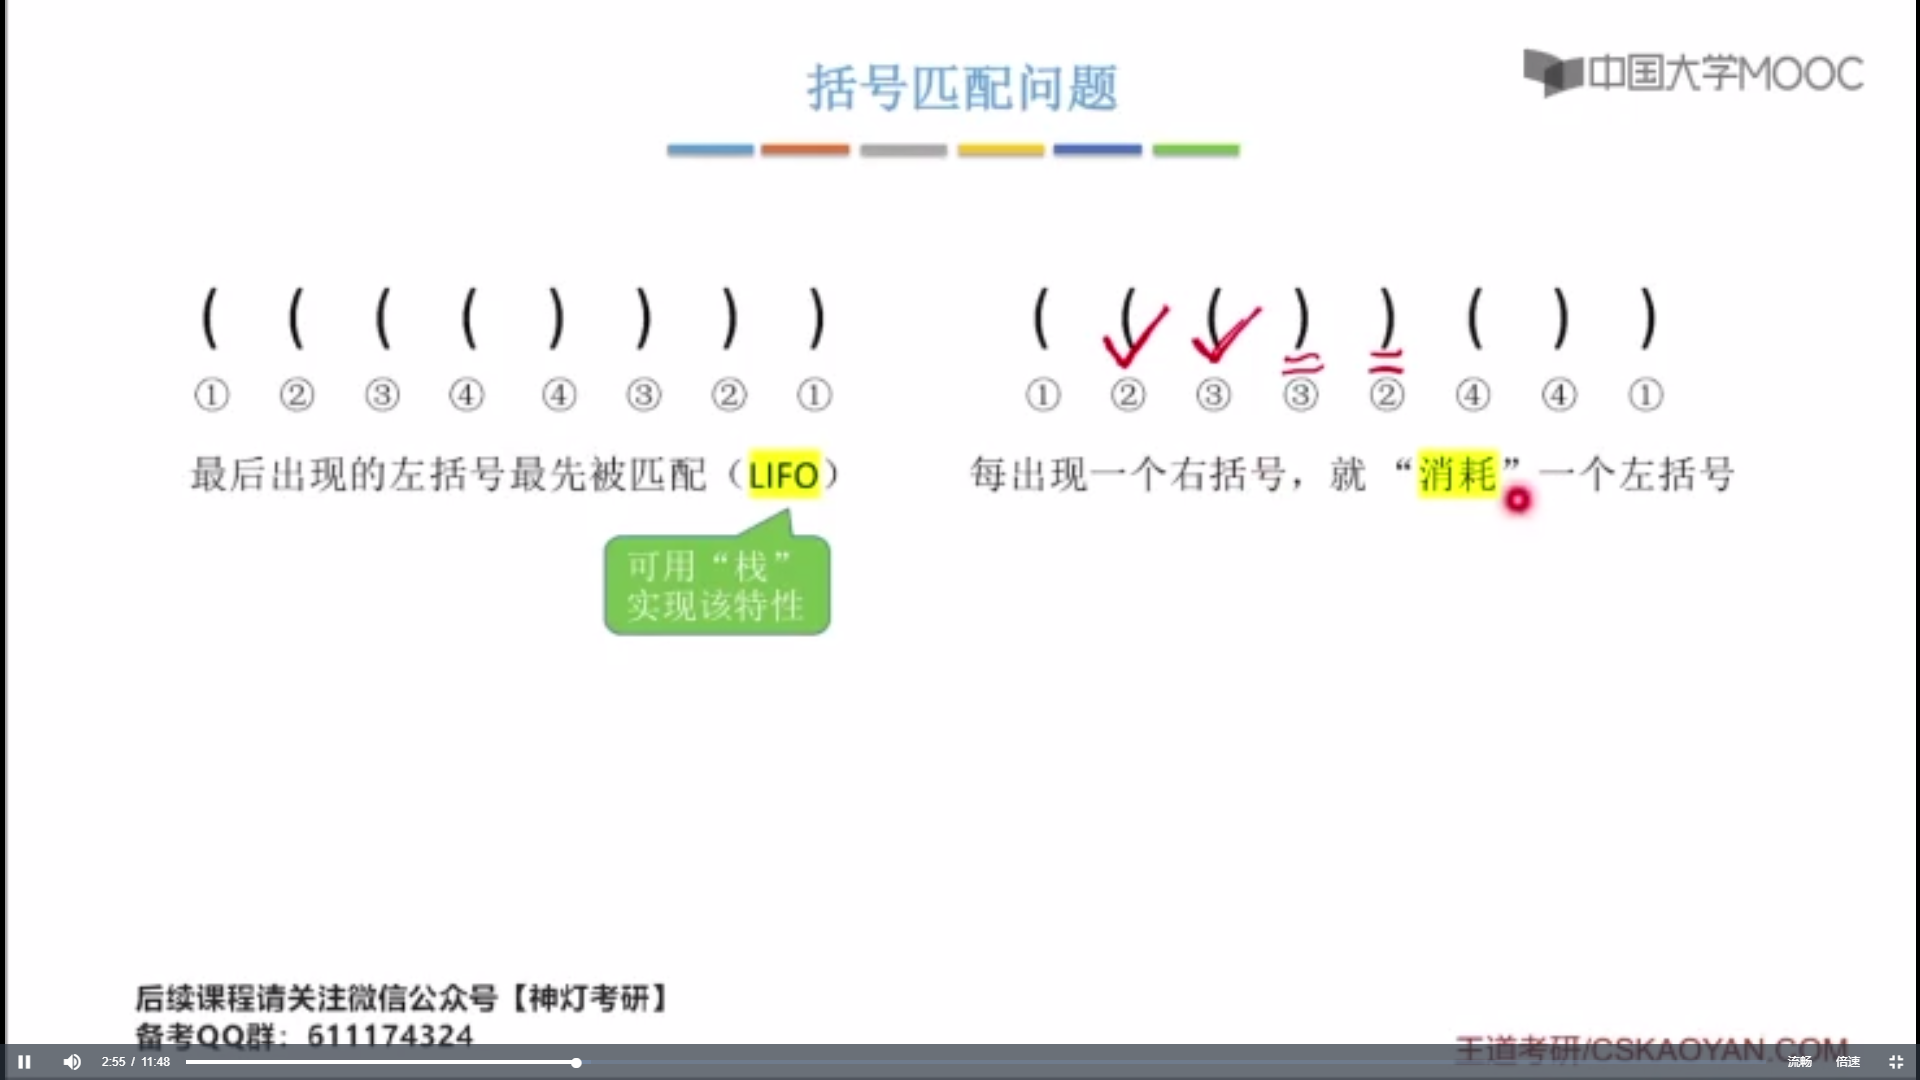 括号匹配问题
中国大学MOOC
( ( ( ( ) ) ) )
① ② ③ ④ ④ ③ ② ①
最后出现的左括号最先被匹配（LIFO）
可用“栈”
实现该特性
( ( ( ) ) ( ) )
① ② ③ ③ ② ④ ④ ①
每出现一个右括号，就“消耗”一个左括号
后续课程请关注微信公众号【神灯考研】
备考QQ群：611174324
王道考研/CSKAOYAN.COM
2:55 / 11:48
流畅
倍速